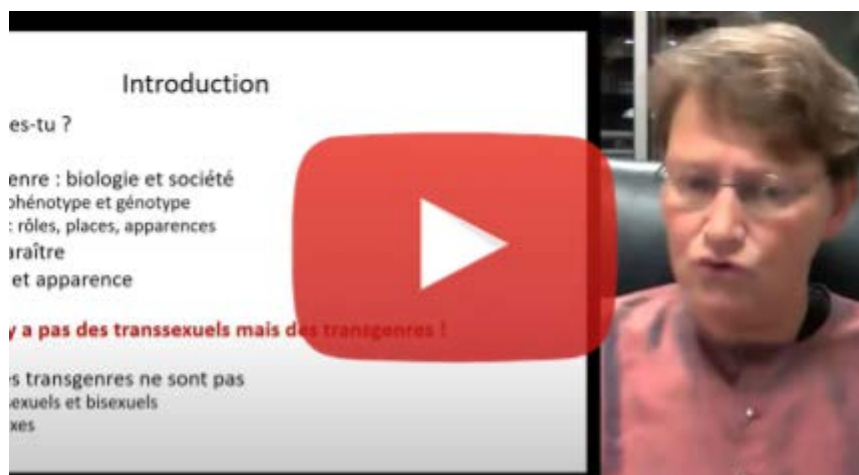 Introduction
es-tu ?
enre : biologie et société
phénotype et génotype
: rôles, places, apparences
araître
et apparence
y a pas des transsexuels mais des transgenres !
s transgenres ne sont pas
exuels et bisexuels
xes